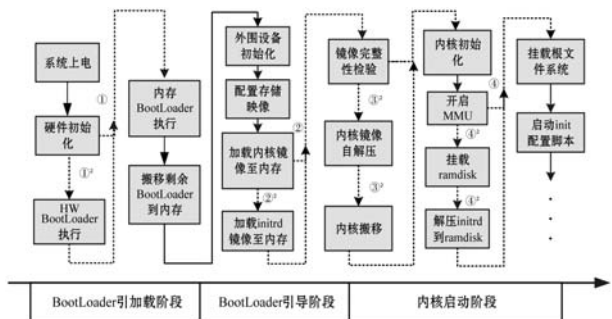 系统上电
①
硬件初始
化
①²
HW
BootLoader
执行
内存
BootLoader
执行
搬移剩余
BootLoader
到内存
外围设备
初始化
配置存储
映像
②
加载内核镜
像至内存
②²
加载initrd
镜像至内存
镜像完整
性检验
③²
内核镜像
自解压
③²
内核搬移
内核初始
化
④
开启
MMU
④²
挂载
ramdisk
④²
解压initrd
到ramdisk
挂载根文
件系统
启动init
配置脚本
BootLoader引加载阶段
BootLoader引导阶段
内核启动阶段